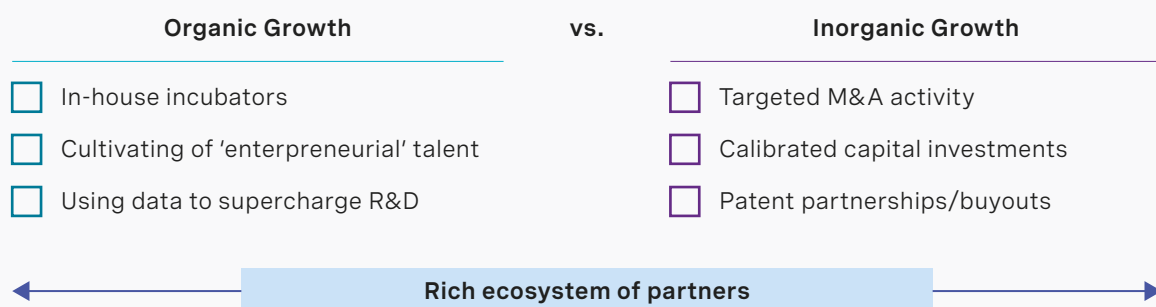 Organic Growth
vs.
Inorganic Growth
In-house incubators
Cultivating of ‘enterpreneurial’ talent
Using data to supercharge R&D
Targeted M&A activity
Calibrated capital investments
Patent partnerships/buyouts
Rich ecosystem of partners